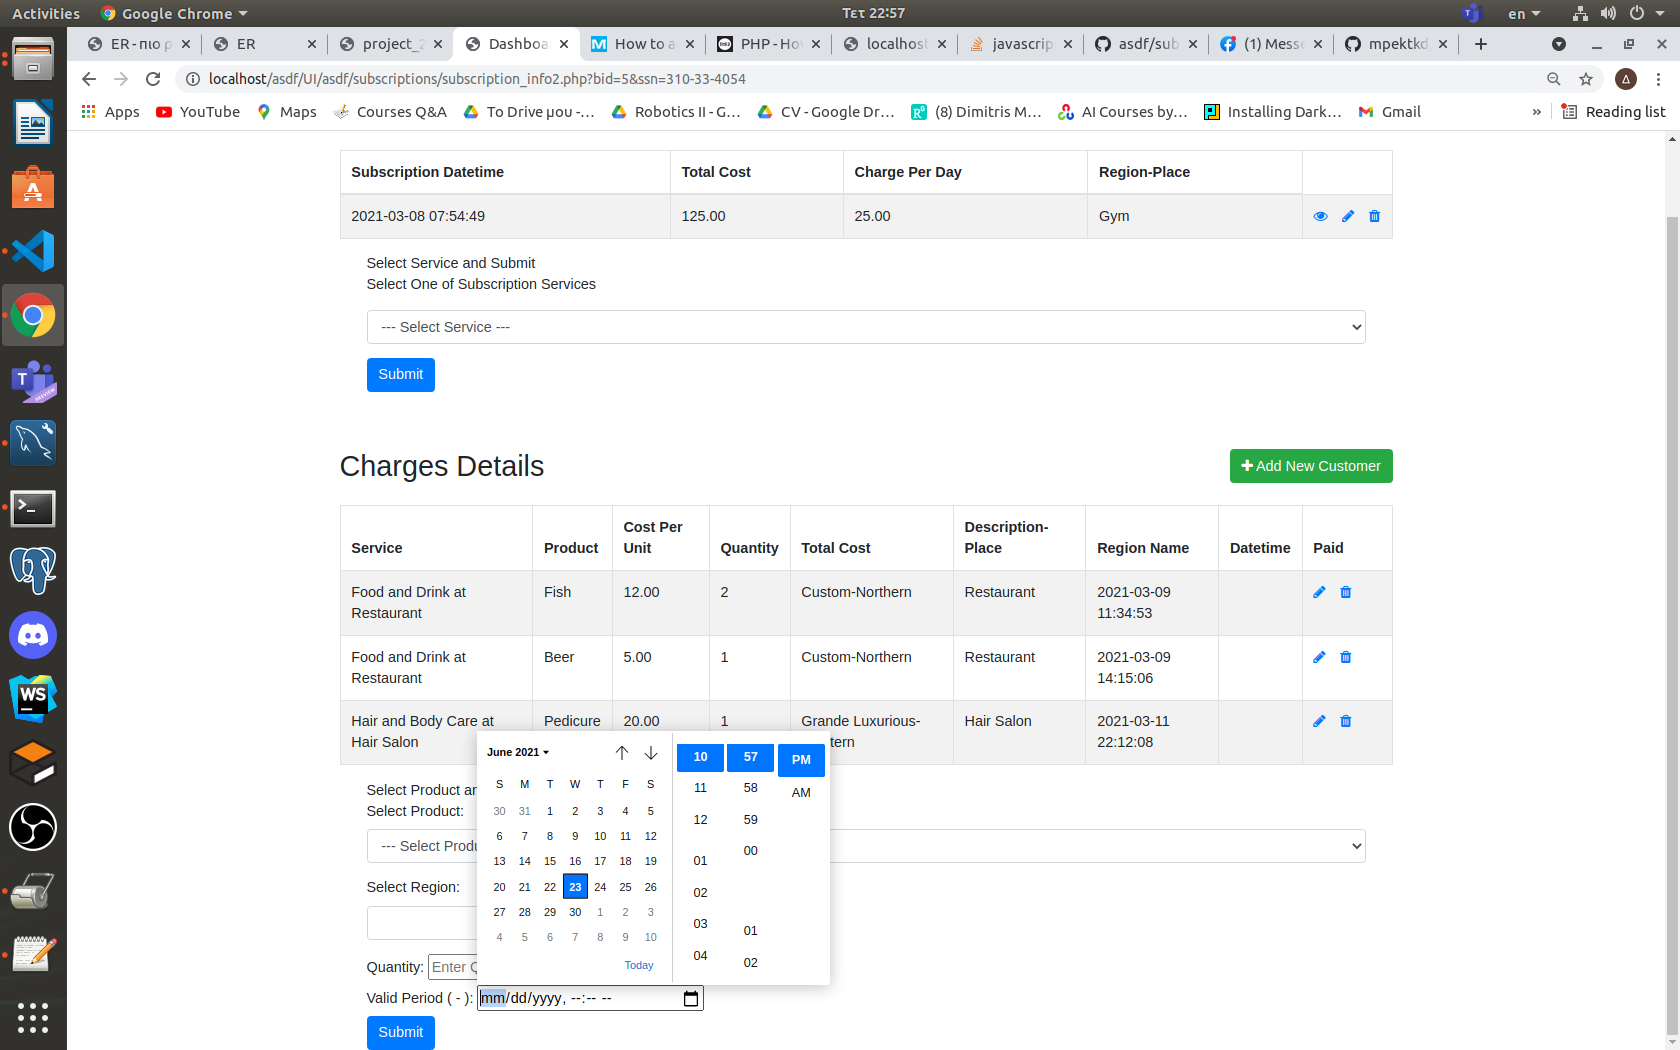 Activities Google Chrome Τετ 22:57 en
ER - πιο ρ ER project_2 Dashboa How to a PHP - Ho localhost javascrip asdf/sub (1) Messe mpektkd
localhost/asdf/UI/asdf/subscriptions/subscription_info2.php?bid=5&ssn=310-33-4054 Δ
Apps YouTube Maps Courses Q&A To Drive μου -... Robotics II - G... CV - Google Dr... (8) Dimitris M... AI Courses by... Installing Dark... Gmail » Reading list
Subscription Datetime Total Cost Charge Per Day Region-Place
2021-03-08 07:54:49 125.00 25.00 Gym
Select Service and Submit
Select One of Subscription Services
--- Select Service ---
Submit
Charges Details Add New Customer
Service Product Cost Per Unit Quantity Total Cost Description-Place Region Name Datetime Paid
Food and Drink at Restaurant Fish 12.00 2 Custom-Northern Restaurant 2021-03-09 11:34:53
Food and Drink at Restaurant Beer 5.00 1 Custom-Northern Restaurant 2021-03-09 14:15:06
Hair and Body Care at Hair Salon Pedicure 20.00 1 Grande Luxurious- tern Hair Salon 2021-03-11 22:12:08
Select Product an
Select Product:
--- Select Produ
Select Region:
Quantity: Enter Q
Valid Period ( - ): mm/dd/yyyy, --:-- --
Submit
June 2021
S M T W T F S
30 31 1 2 3 4 5
6 7 8 9 10 11 12
13 14 15 16 17 18 19
20 21 22 23 24 25 26
27 28 29 30 1 2 3
4 5 6 7 8 9 10
Today
10 57 PM
11 58 AM
12 59
01 00
02
03 01
04 02
T
PREVIEW
WS